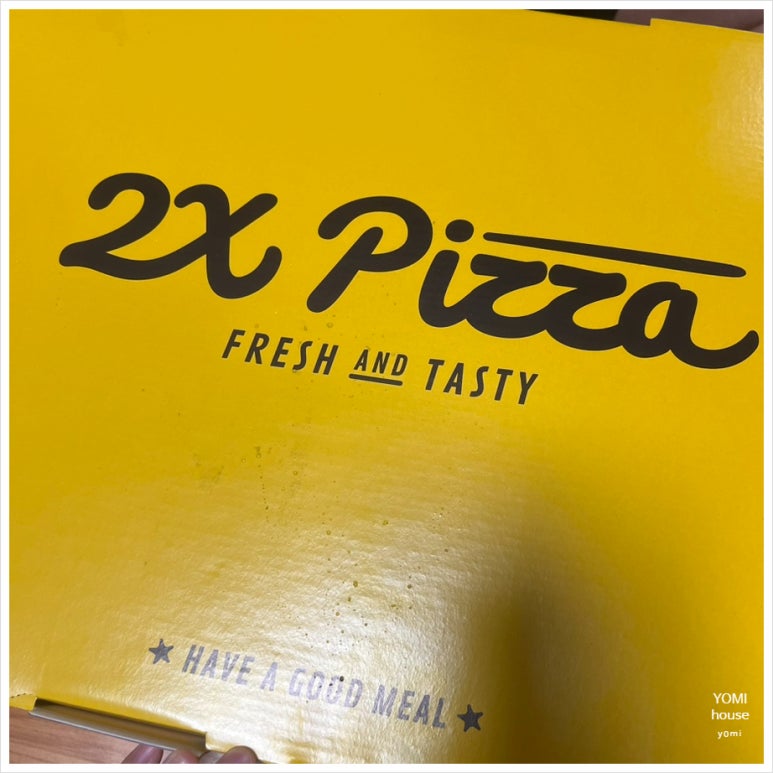 2X Pizza
FRESH AND TASTY
★ HAVE A GOOD MEAL ★
YOMI
house
yomi